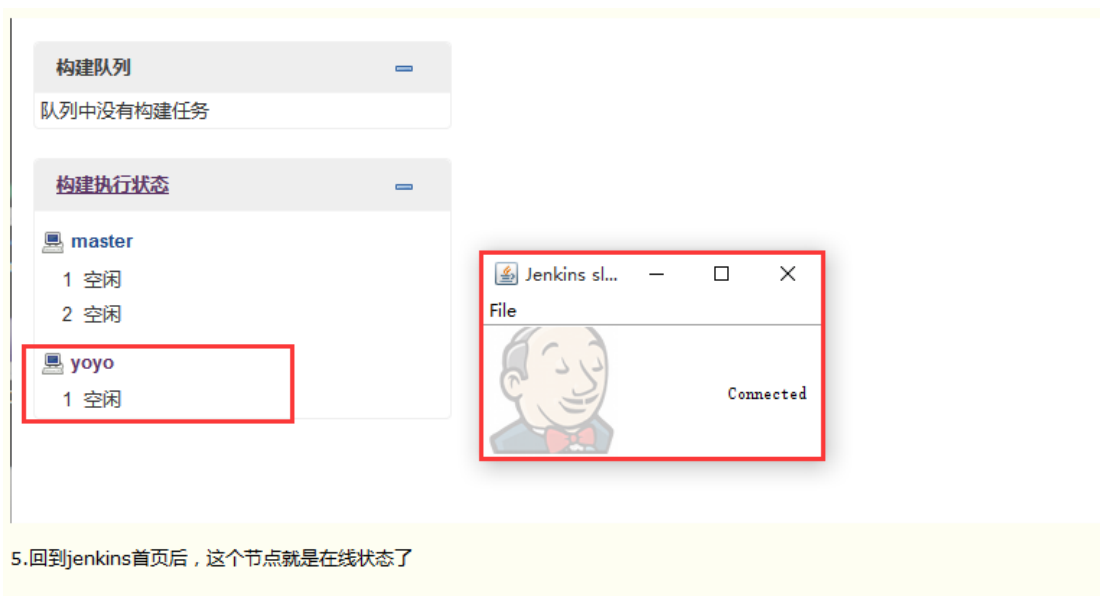 构建队列
队列中没有构建任务
构建执行状态
master
1 空闲
2 空闲
yoyo
1 空闲
Jenkins sl...
File
Connected
5.回到jenkins首页后，这个节点就是在线状态了